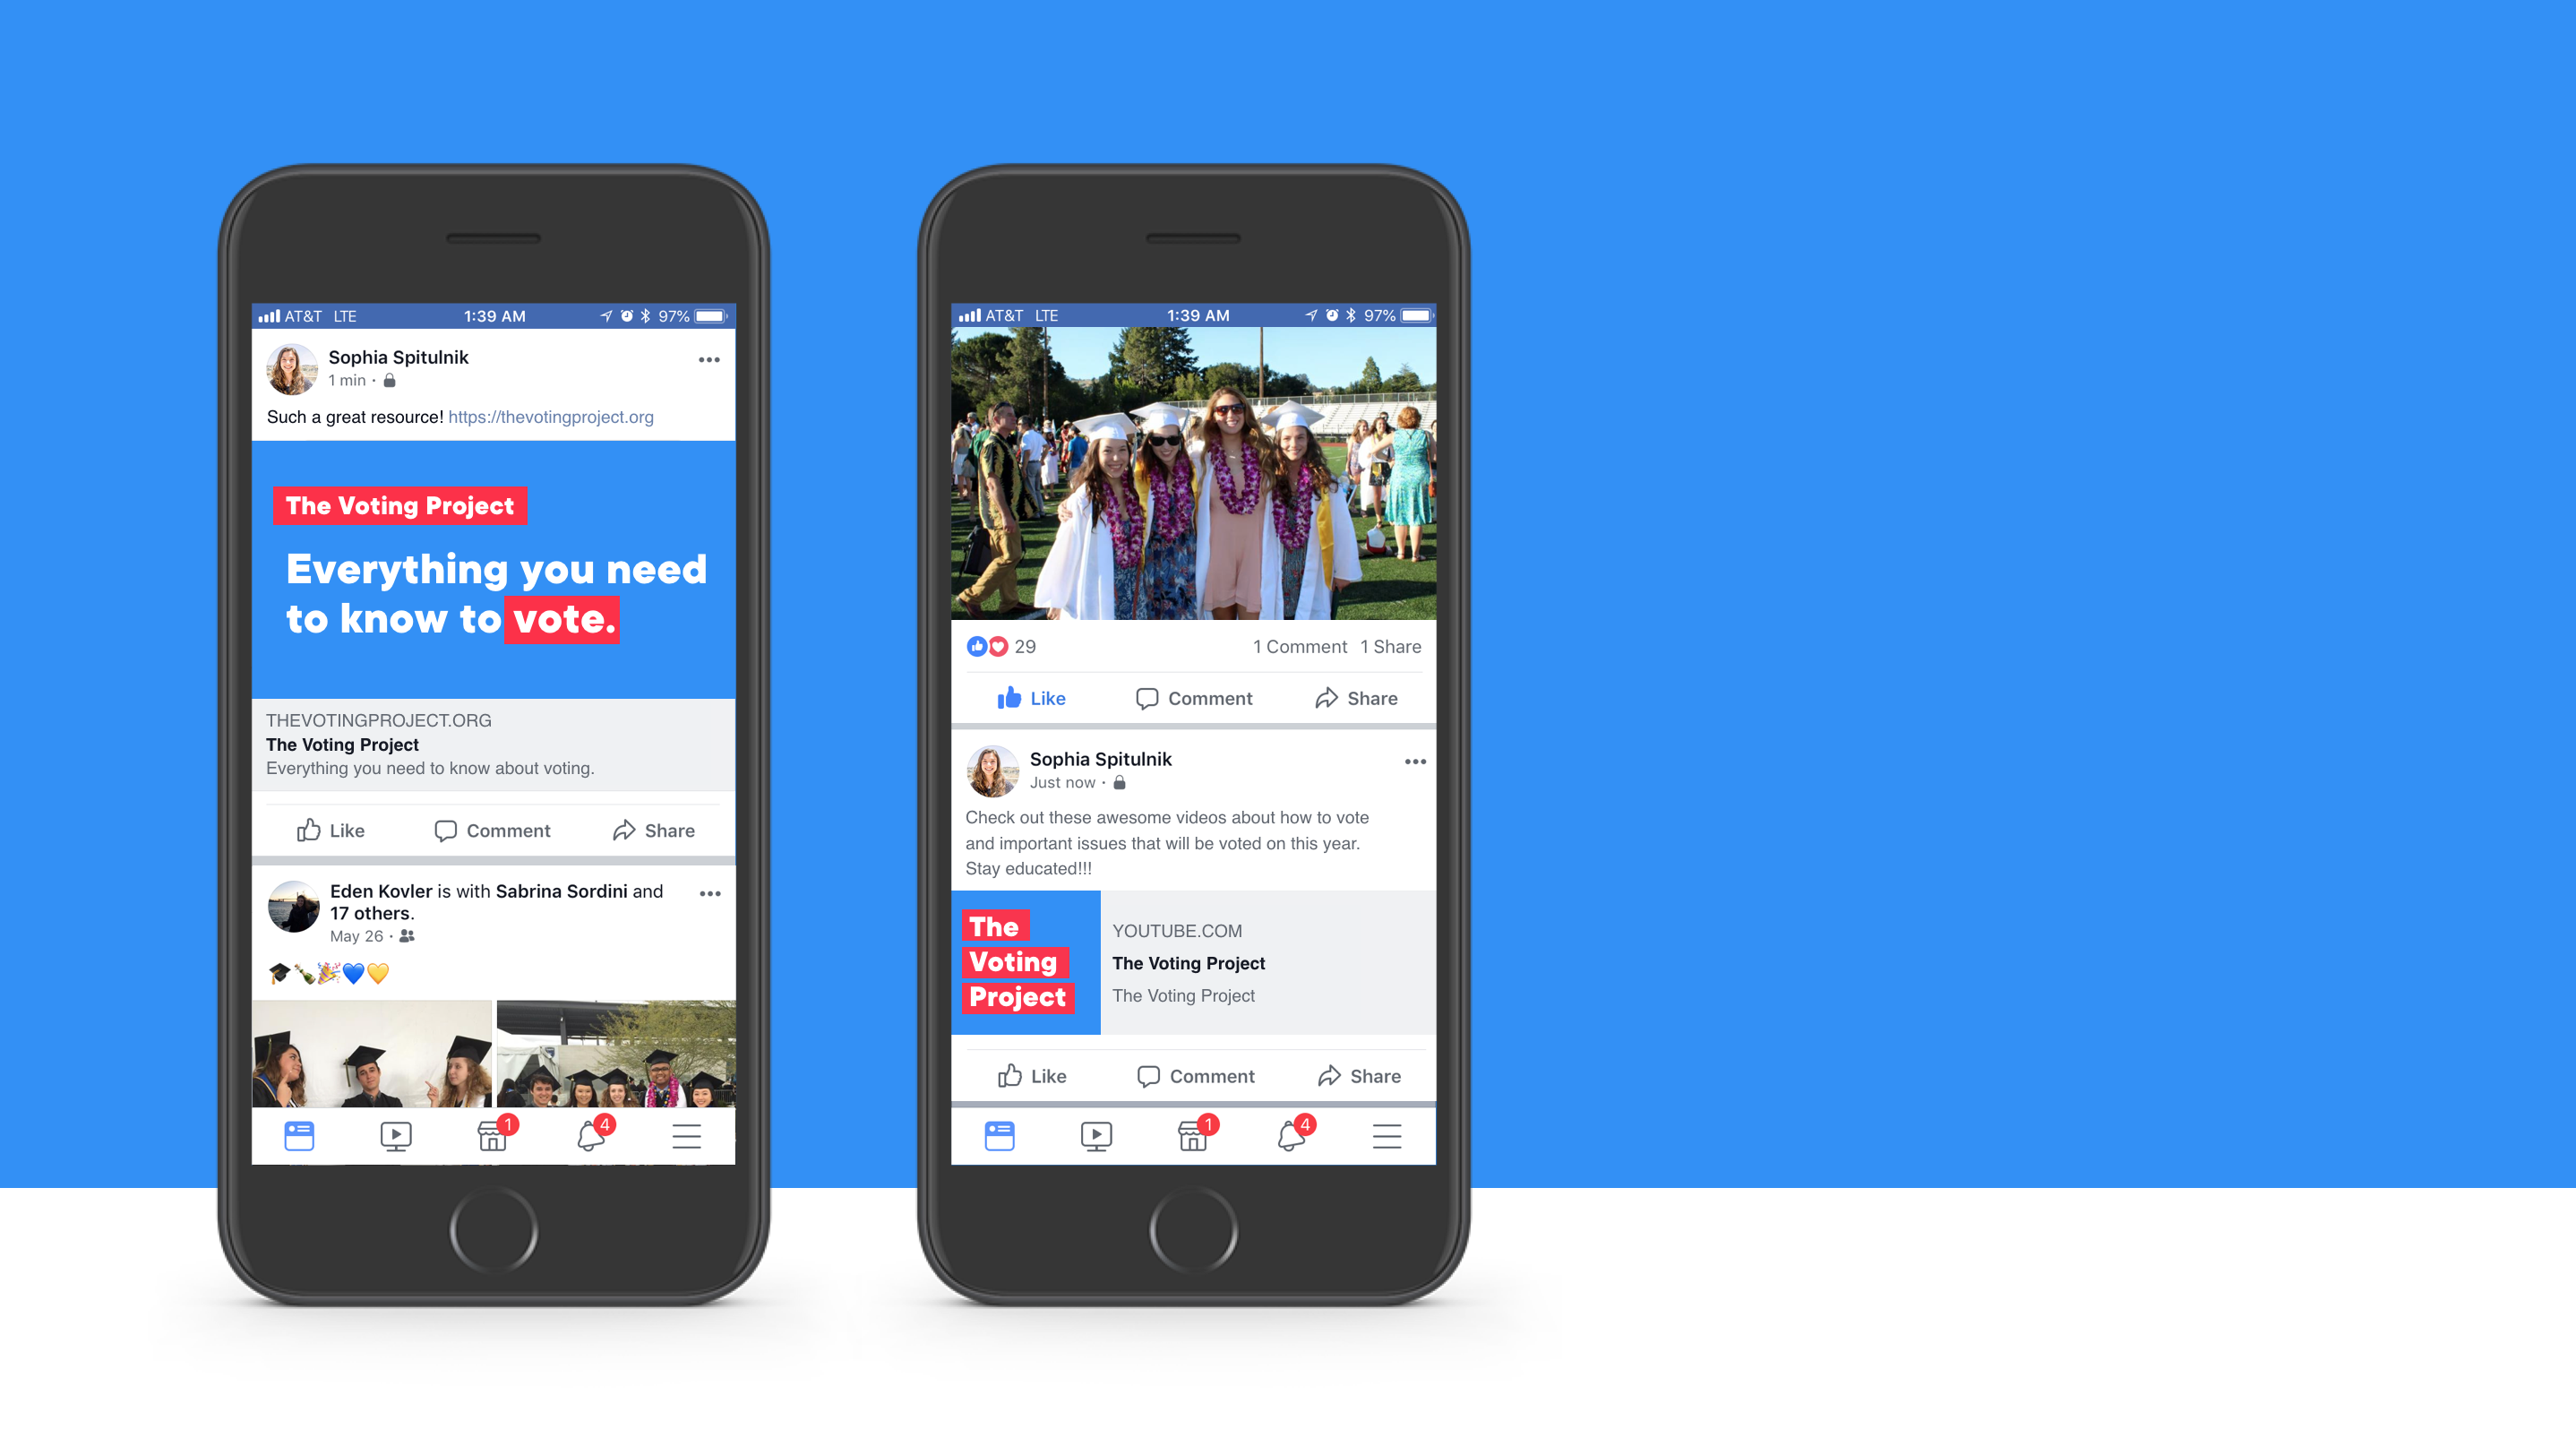 AT&T LTE 1:39 AM 97%
Sophia Spitulnik
1 min ·
Such a great resource! https://thevotingproject.org
The Voting Project
Everything you need
to know to vote.
THEVOTINGPROJECT.ORG
The Voting Project
Everything you need to know about voting.
Like Comment Share
Eden Kovler is with Sabrina Sordini and
17 others.
May 26 ·
🎓🍾🎉💙💛
1 4
AT&T LTE 1:39 AM 97%
29 1 Comment 1 Share
Like Comment Share
Sophia Spitulnik
Just now ·
Check out these awesome videos about how to vote
and important issues that will be voted on this year.
Stay educated!!!
The
Voting
Project
YOUTUBE.COM
The Voting Project
The Voting Project
Like Comment Share
1 4